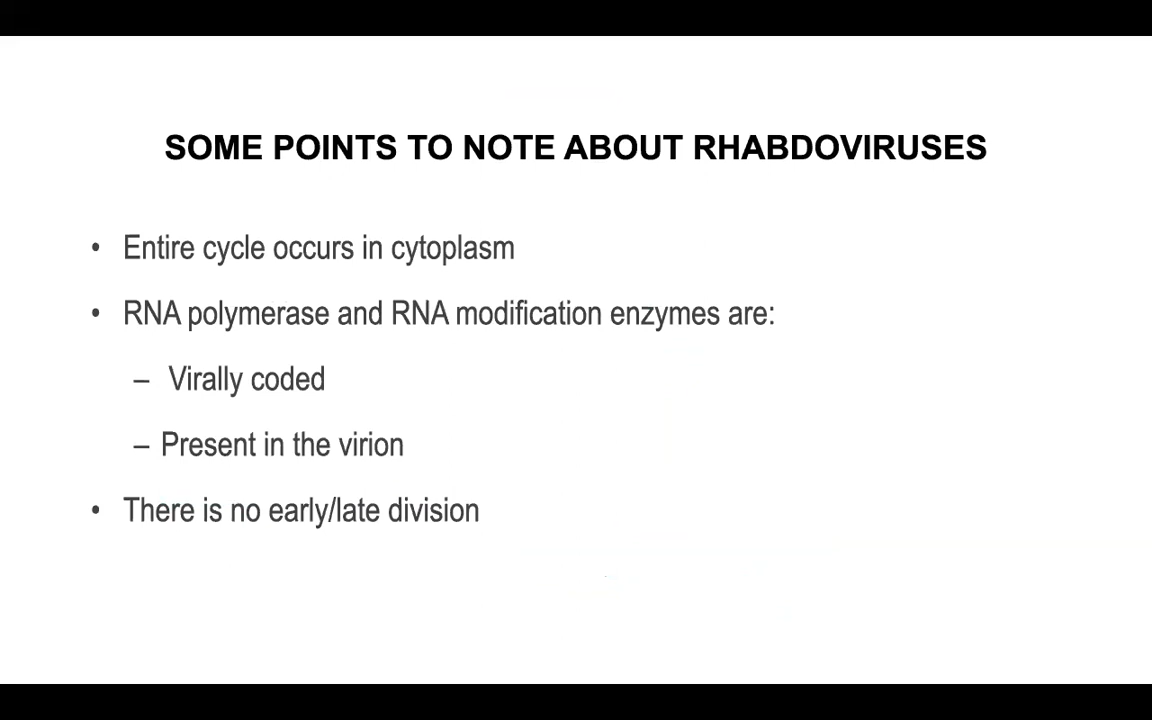 SOME POINTS TO NOTE ABOUT RHABDOVIRUSES
• Entire cycle occurs in cytoplasm
• RNA polymerase and RNA modification enzymes are:
– Virally coded
– Present in the virion
• There is no early/late division